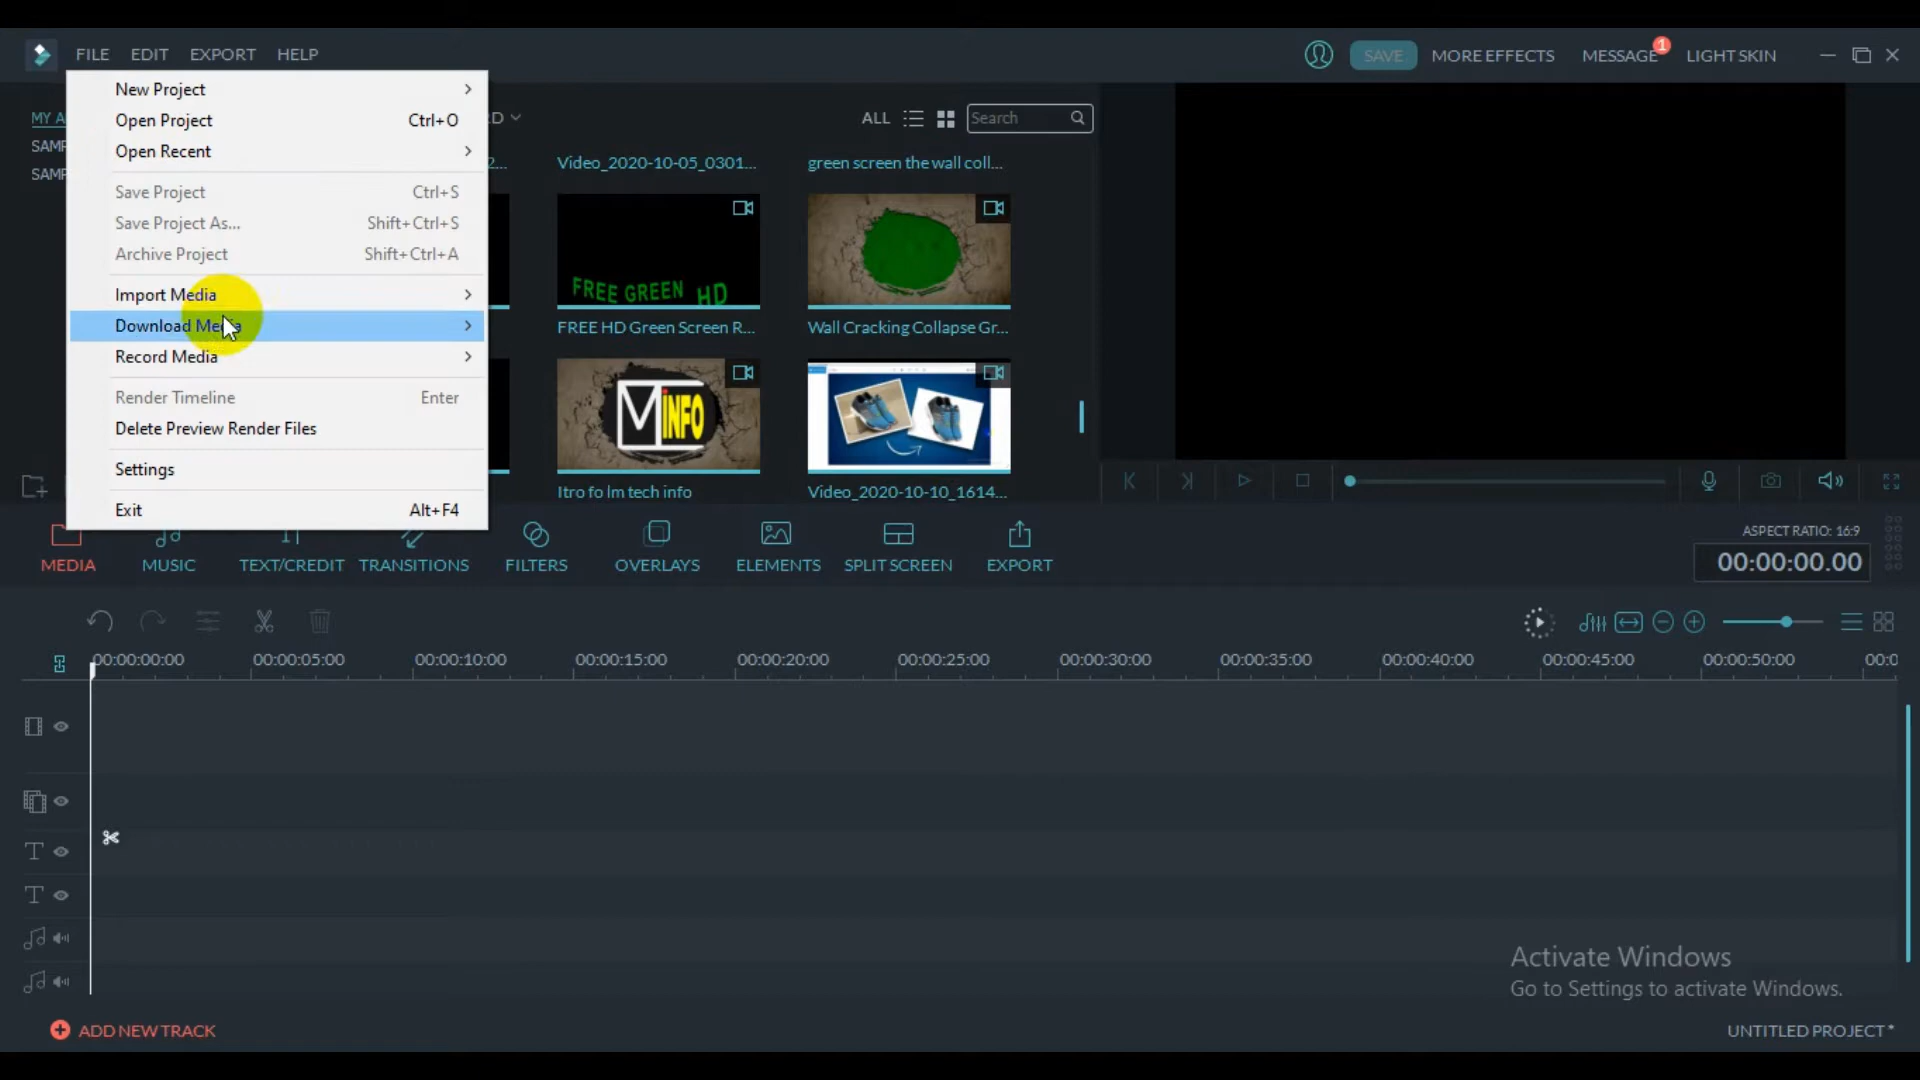 FILE EDIT EXPORT HELP
SAVE MORE EFFECTS MESSAGE 1 LIGHT SKIN
New Project
Open Project Ctrl+O
Open Recent
Save Project Ctrl+S
Save Project As... Shift+Ctrl+S
Archive Project Shift+Ctrl+A
Import Media
Download Media
Record Media
Render Timeline Enter
Delete Preview Render Files
Settings
Exit Alt+F4
MY A
SAMP
SAMP
D
ALL Search
2... Video_2020-10-05_0301... green screen the wall coll...
FREE GREEN HD
FREE HD Green Screen R... Wall Cracking Collapse Gr...
M INFO
Itro fo lm tech info Video_2020-10-10_1614...
MEDIA MUSIC TEXT/CREDIT TRANSITIONS FILTERS OVERLAYS ELEMENTS SPLIT SCREEN EXPORT
ASPECT RATIO: 16:9
00:00:00.00
00:00:00:00 00:00:05:00 00:00:10:00 00:00:15:00 00:00:20:00 00:00:25:00 00:00:30:00 00:00:35:00 00:00:40:00 00:00:45:00 00:00:50:00 00:0
Activate Windows
Go to Settings to activate Windows.
ADD NEW TRACK
UNTITLED PROJECT *